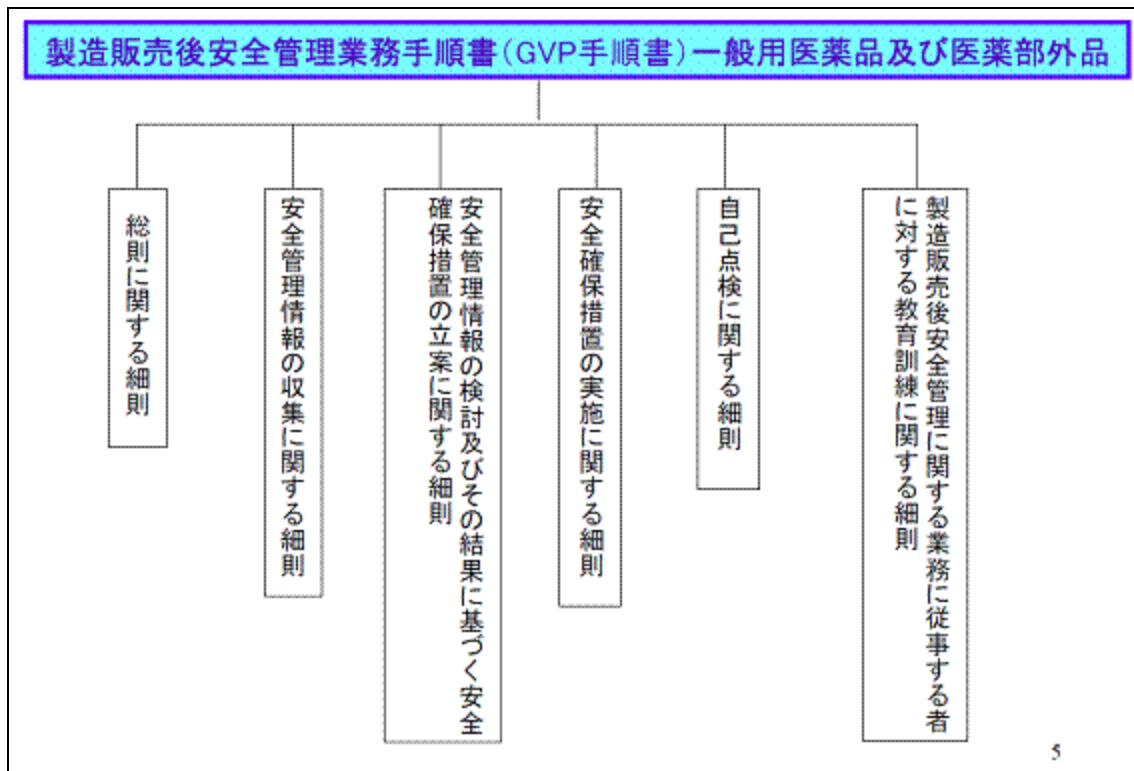 製造販売後安全管理業務手順書(GVP手順書)一般用医薬品及び医薬部外品
総則に関する細則
安全管理情報の収集に関する細則
安全管理情報の検討及びその結果に基づく安全
確保措置の立案に関する細則
安全確保措置の実施に関する細則
自己点検に関する細則
製造販売後安全管理に関する業務に従事する者
に対する教育訓練に関する細則
5